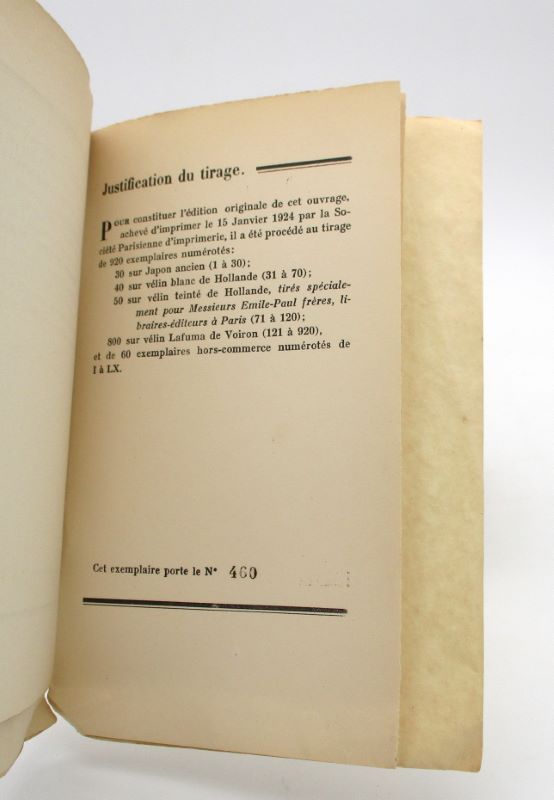 Justification du tirage.
POUR constituer l'édition originale de cet ouvrage,
achevé d'imprimer le 15 Janvier 1924 par la So-
ciété Parisienne d'imprimerie, il a été procédé au tirage
de 920 exemplaires numérotés:
30 sur Japon ancien (1 à 30);
40 sur vélin blanc de Hollande (31 à 70);
50 sur vélin teinté de Hollande, tirés spéciale-
ment pour Messieurs Emile-Paul frères, li-
braires-éditeurs à Paris (71 à 120);
800 sur vélin Lafuma de Voiron (121 à 920),
et de 60 exemplaires hors-commerce numérotés de
I à LX.
Cet exemplaire porte le N° 460